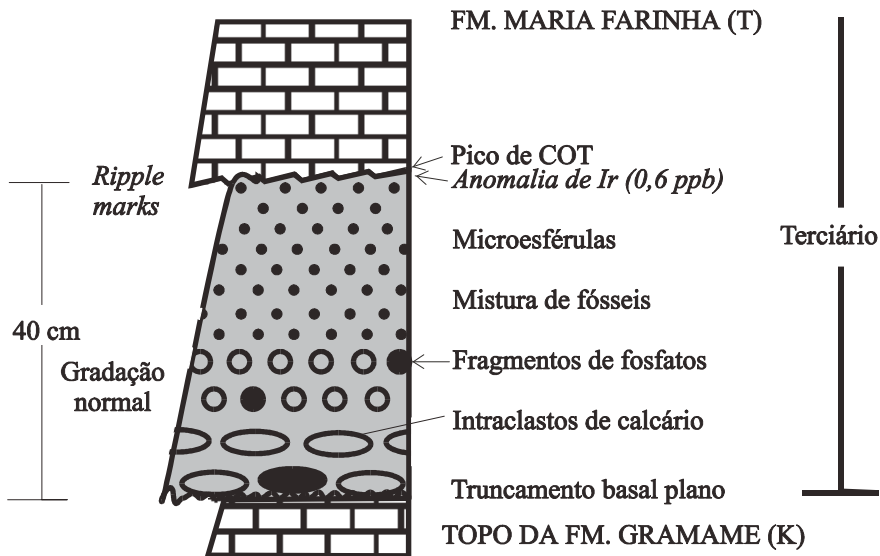 FM. MARIA FARINHA (T)
Pico de COT
Anomalia de Ir (0,6 ppb)
Ripple
marks
Microesférulas
Terciário
Mistura de fósseis
40 cm
Fragmentos de fosfatos
Gradação
normal
Intraclastos de calcário
Truncamento basal plano
TOPO DA FM. GRAMAME (K)